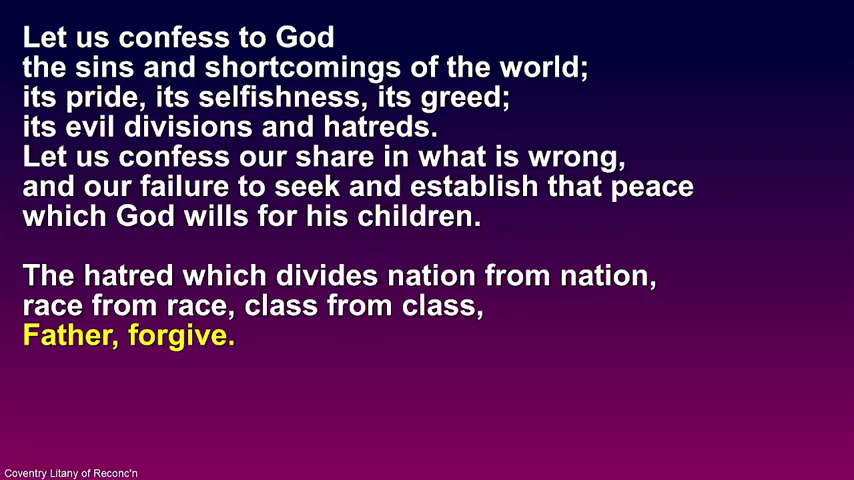 Let us confess to God
the sins and shortcomings of the world;
its pride, its selfishness, its greed;
its evil divisions and hatreds.
Let us confess our share in what is wrong,
and our failure to seek and establish that peace
which God wills for his children.
The hatred which divides nation from nation,
race from race, class from class,
Father, forgive.
Coventry Litany of Reconc'n